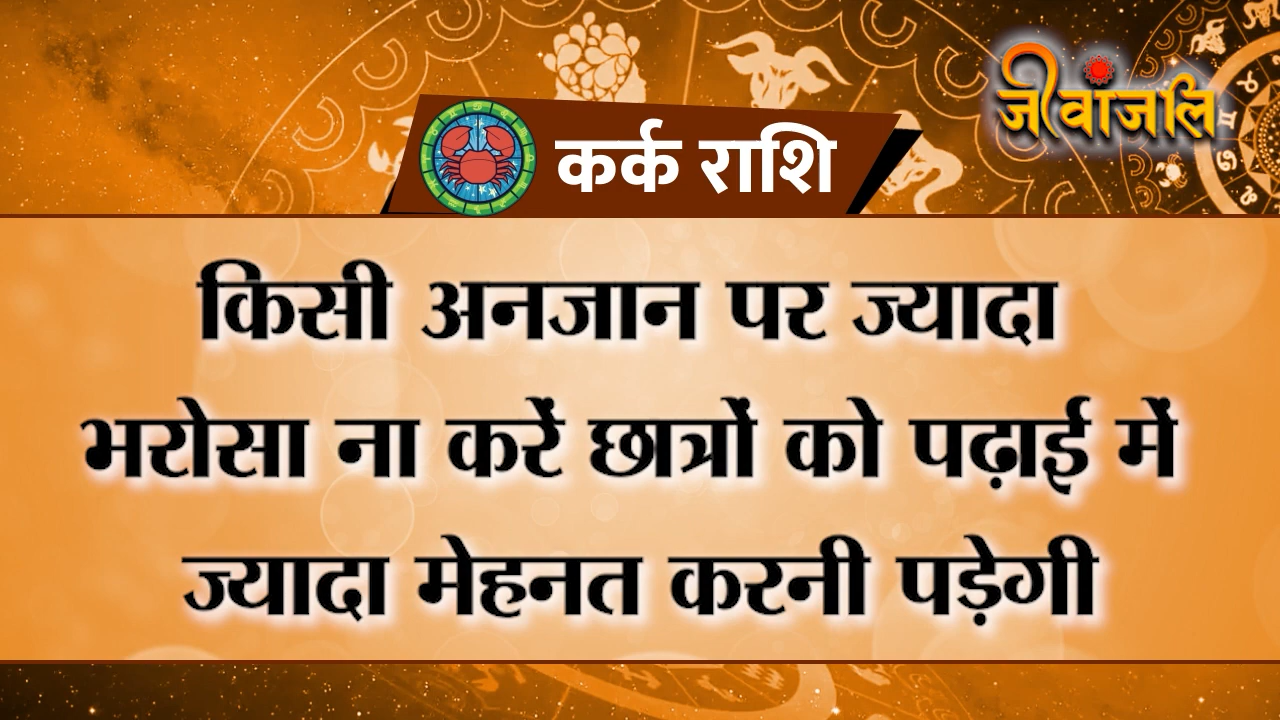 जीवांजलि
कर्क राशि
किसी अनजान पर ज्यादा
भरोसा ना करें छात्रों को पढ़ाई में
ज्यादा मेहनत करनी पड़ेगी